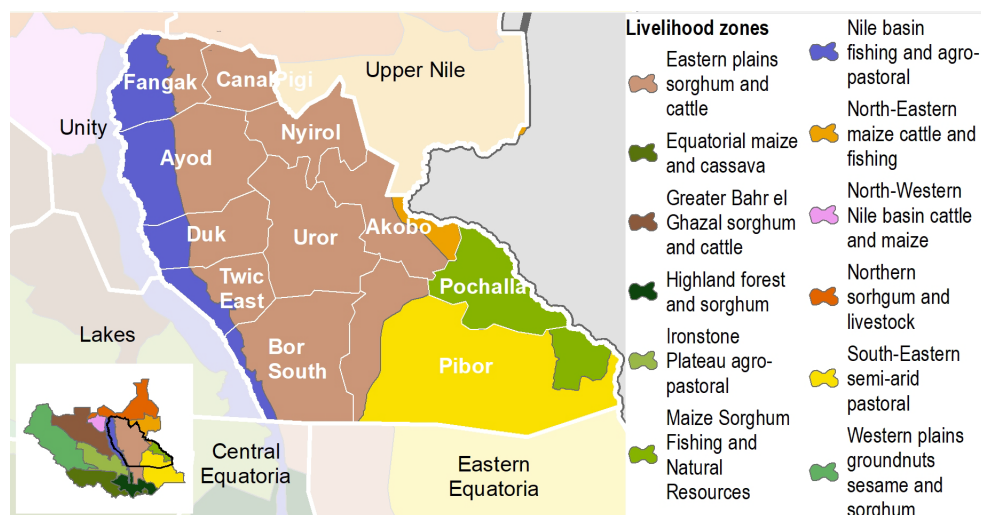 Fangak
Canal Pigi
Upper Nile
Unity
Nyirol
Ayod
Akobo
Duk
Uror
Twic
East
Pochalla
Lakes
Bor
South
Pibor
Central
Equatoria
Eastern
Equatoria
Livelihood zones
Eastern plains
sorghum and
cattle
Equatorial maize
and cassava
Greater Bahr el
Ghazal sorghum
and cattle
Highland forest
and sorghum
Ironstone
Plateau agro-
pastoral
Maize Sorghum
Fishing and
Natural
Resources
Nile basin
fishing and agro-
pastoral
North-Eastern
maize cattle and
fishing
North-Western
Nile basin cattle
and maize
Northern
sorhgum and
livestock
South-Eastern
semi-arid
pastoral
Western plains
groundnuts
sesame and
sorghum